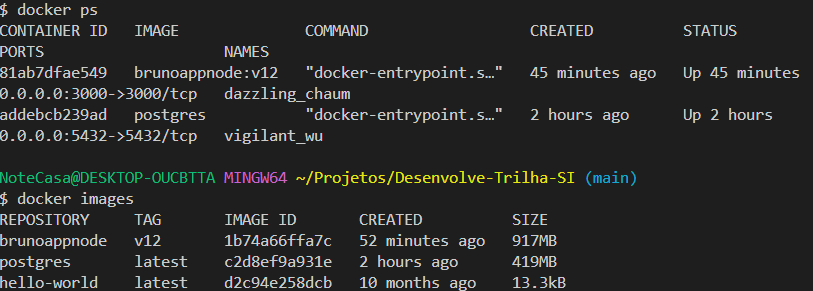 $ docker ps
CONTAINER ID   IMAGE               COMMAND                  CREATED          STATUS
PORTS                    NAMES
81ab7dfae549   brunoappnode:v12   "docker-entrypoint.s…"   45 minutes ago   Up 45 minutes
0.0.0.0:3000->3000/tcp   dazzling_chaum
addebcb239ad   postgres            "docker-entrypoint.s…"   2 hours ago      Up 2 hours
0.0.0.0:5432->5432/tcp   vigilant_wu
NoteCasa@DESKTOP-OUCBTTA MINGW64 ~/Projetos/Desenvolve-Trilha-SI (main)
$ docker images
REPOSITORY     TAG       IMAGE ID       CREATED          SIZE
brunoappnode   v12       1b74a66ffa7c   52 minutes ago   917MB
postgres       latest    c2d8ef9a931e   2 hours ago      419MB
hello-world    latest    d2c94e258dcb   10 months ago    13.3kB